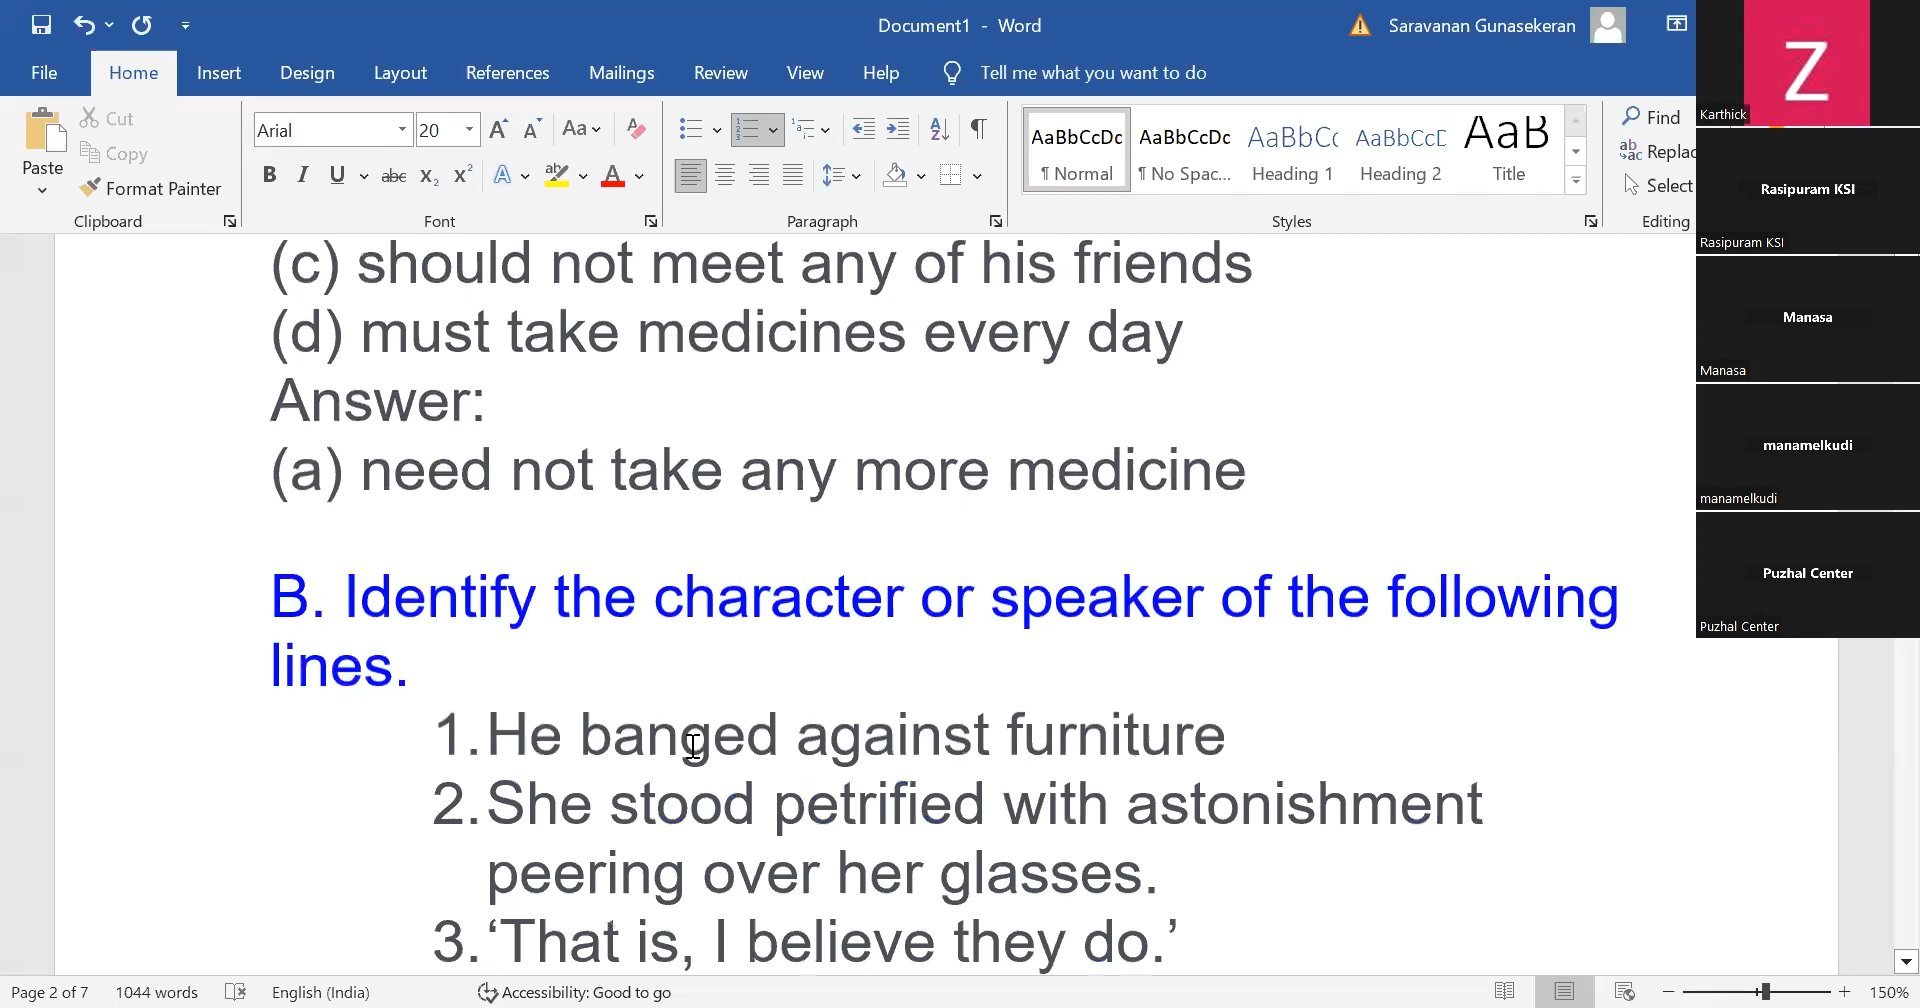 Document1 - Word
Saravanan Gunasekeran
File Home Insert Design Layout References Mailings Review View Help Tell me what you want to do
Paste
Cut
Copy
Format Painter
Clipboard
Arial 20
Font
Paragraph
AaBbCcDc AaBbCcDc AaBbCc AaBbCcD AaB
¶ Normal ¶ No Spac... Heading 1 Heading 2 Title
Styles
Find
Replac
Select
Editing
Z
Karthick
Rasipuram KSI
Rasipuram KSI
Manasa
Manasa
manamelkudi
manamelkudi
Puzhal Center
Puzhal Center
(c) should not meet any of his friends
(d) must take medicines every day
Answer:
(a) need not take any more medicine
B. Identify the character or speaker of the following
lines.
1. He banged against furniture
2. She stood petrified with astonishment
peering over her glasses.
3. ‘That is, I believe they do.’
Page 2 of 7 1044 words English (India) Accessibility: Good to go 150%